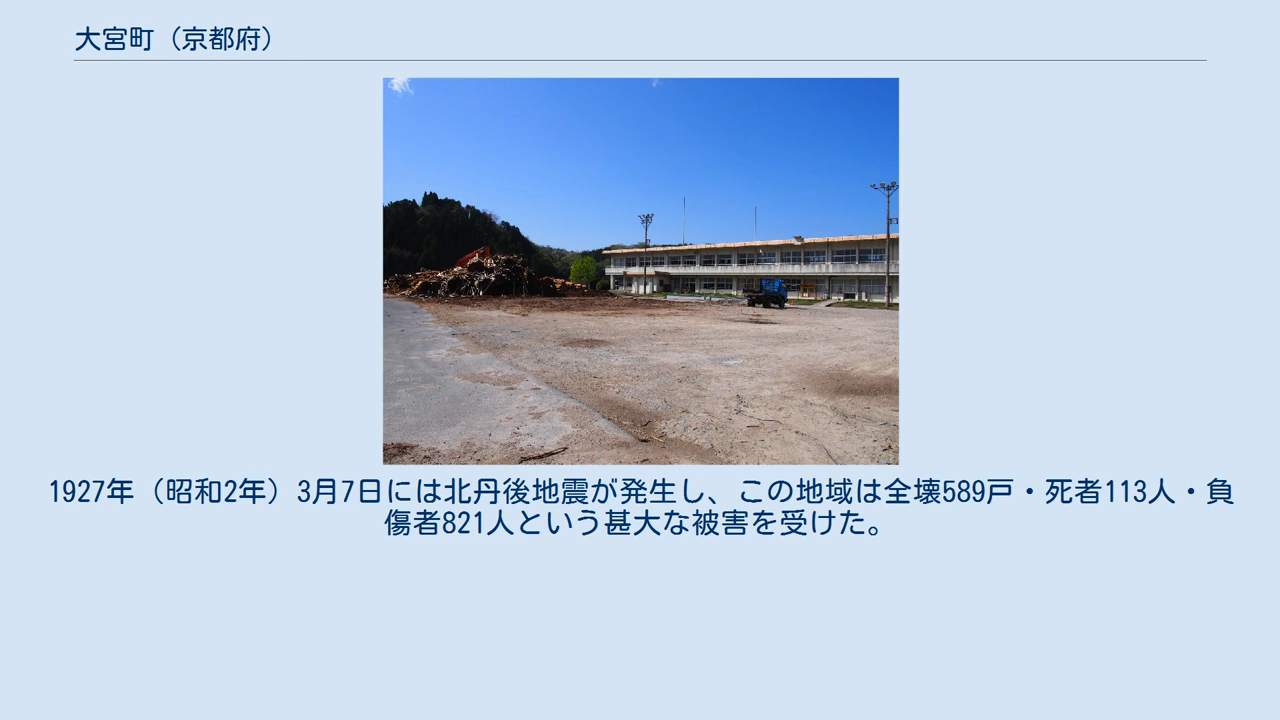 大宮町（京都府）
1927年（昭和2年）3月7日には北丹後地震が発生し、この地域は全壊589戸・死者113人・負
傷者821人という甚大な被害を受けた。